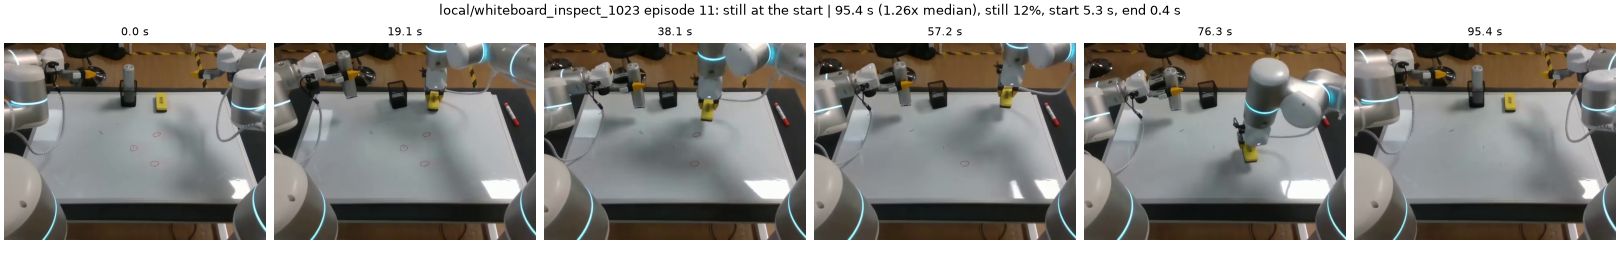 local/whiteboard_inspect_1023 episode 11: still at the start | 95.4 s (1.26x median), still 12%, start 5.3 s, end 0.4 s
0.0 s
19.1 s
38.1 s
57.2 s
76.3 s
95.4 s